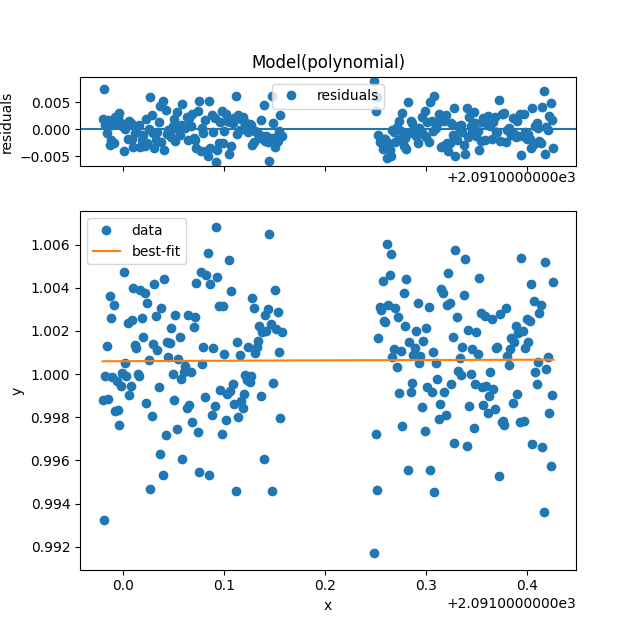 Model(polynomial)
residuals
0.005
0.000
−0.005
residuals
+2.0910000000e3
data
best-fit
y
1.006
1.004
1.002
1.000
0.998
0.996
0.994
0.992
0.0 0.1 0.2 0.3 0.4
x
+2.0910000000e3